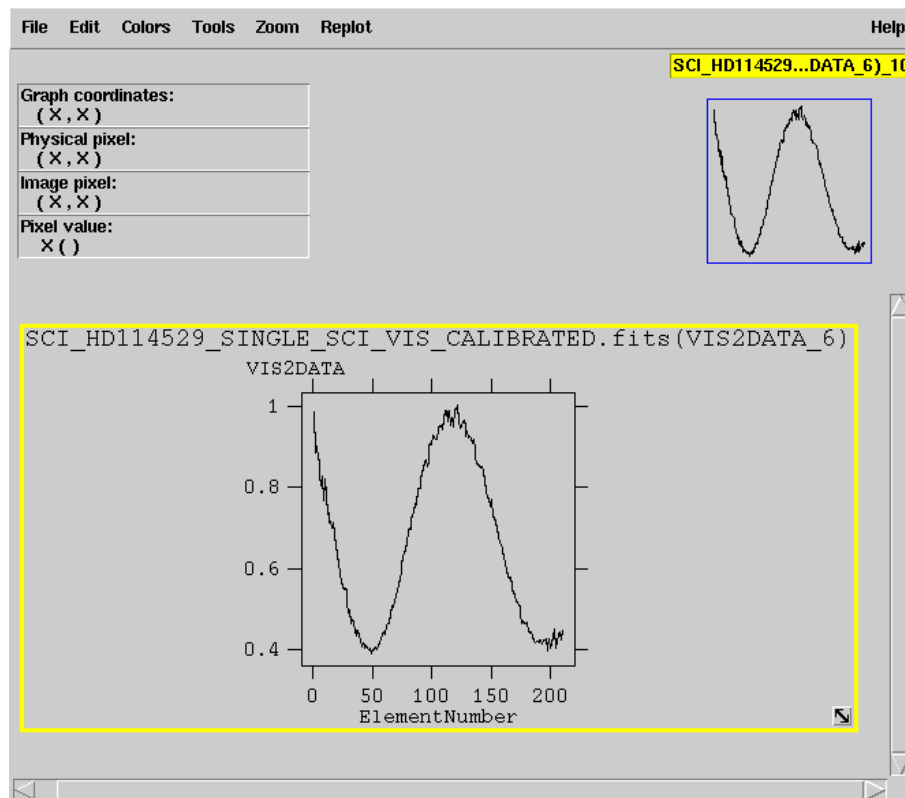 File Edit Colors Tools Zoom Replot Help
SCI_HD114529...DATA_6)_10
Graph coordinates:
(X,X)
Physical pixel:
(X,X)
Image pixel:
(X,X)
Pixel value:
X()
SCI_HD114529_SINGLE_SCI_VIS_CALIBRATED.fits(VIS2DATA_6)
VIS2DATA
1
0.8
0.6
0.4
0 50 100 150 200
ElementNumber